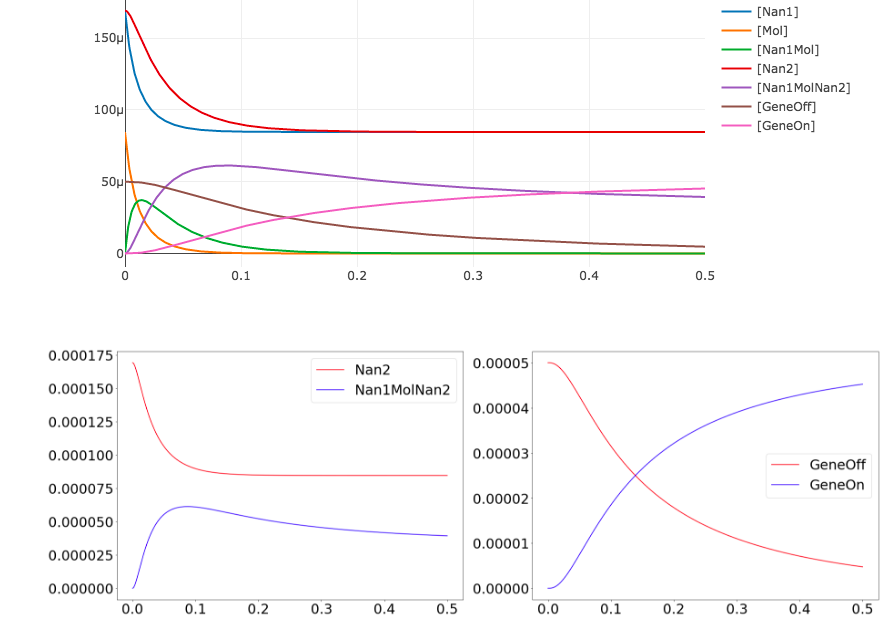 150μ
100μ
50μ
0
0 0.1 0.2 0.3 0.4 0.5
[Nan1]
[Mol]
[Nan1Mol]
[Nan2]
[Nan1MolNan2]
[GeneOff]
[GeneOn]
0.000175
0.000150
0.000125
0.000100
0.000075
0.000050
0.000025
0.000000
0.0 0.1 0.2 0.3 0.4 0.5
Nan2
Nan1MolNan2
0.00005
0.00004
0.00003
0.00002
0.00001
0.00000
0.0 0.1 0.2 0.3 0.4 0.5
GeneOff
GeneOn